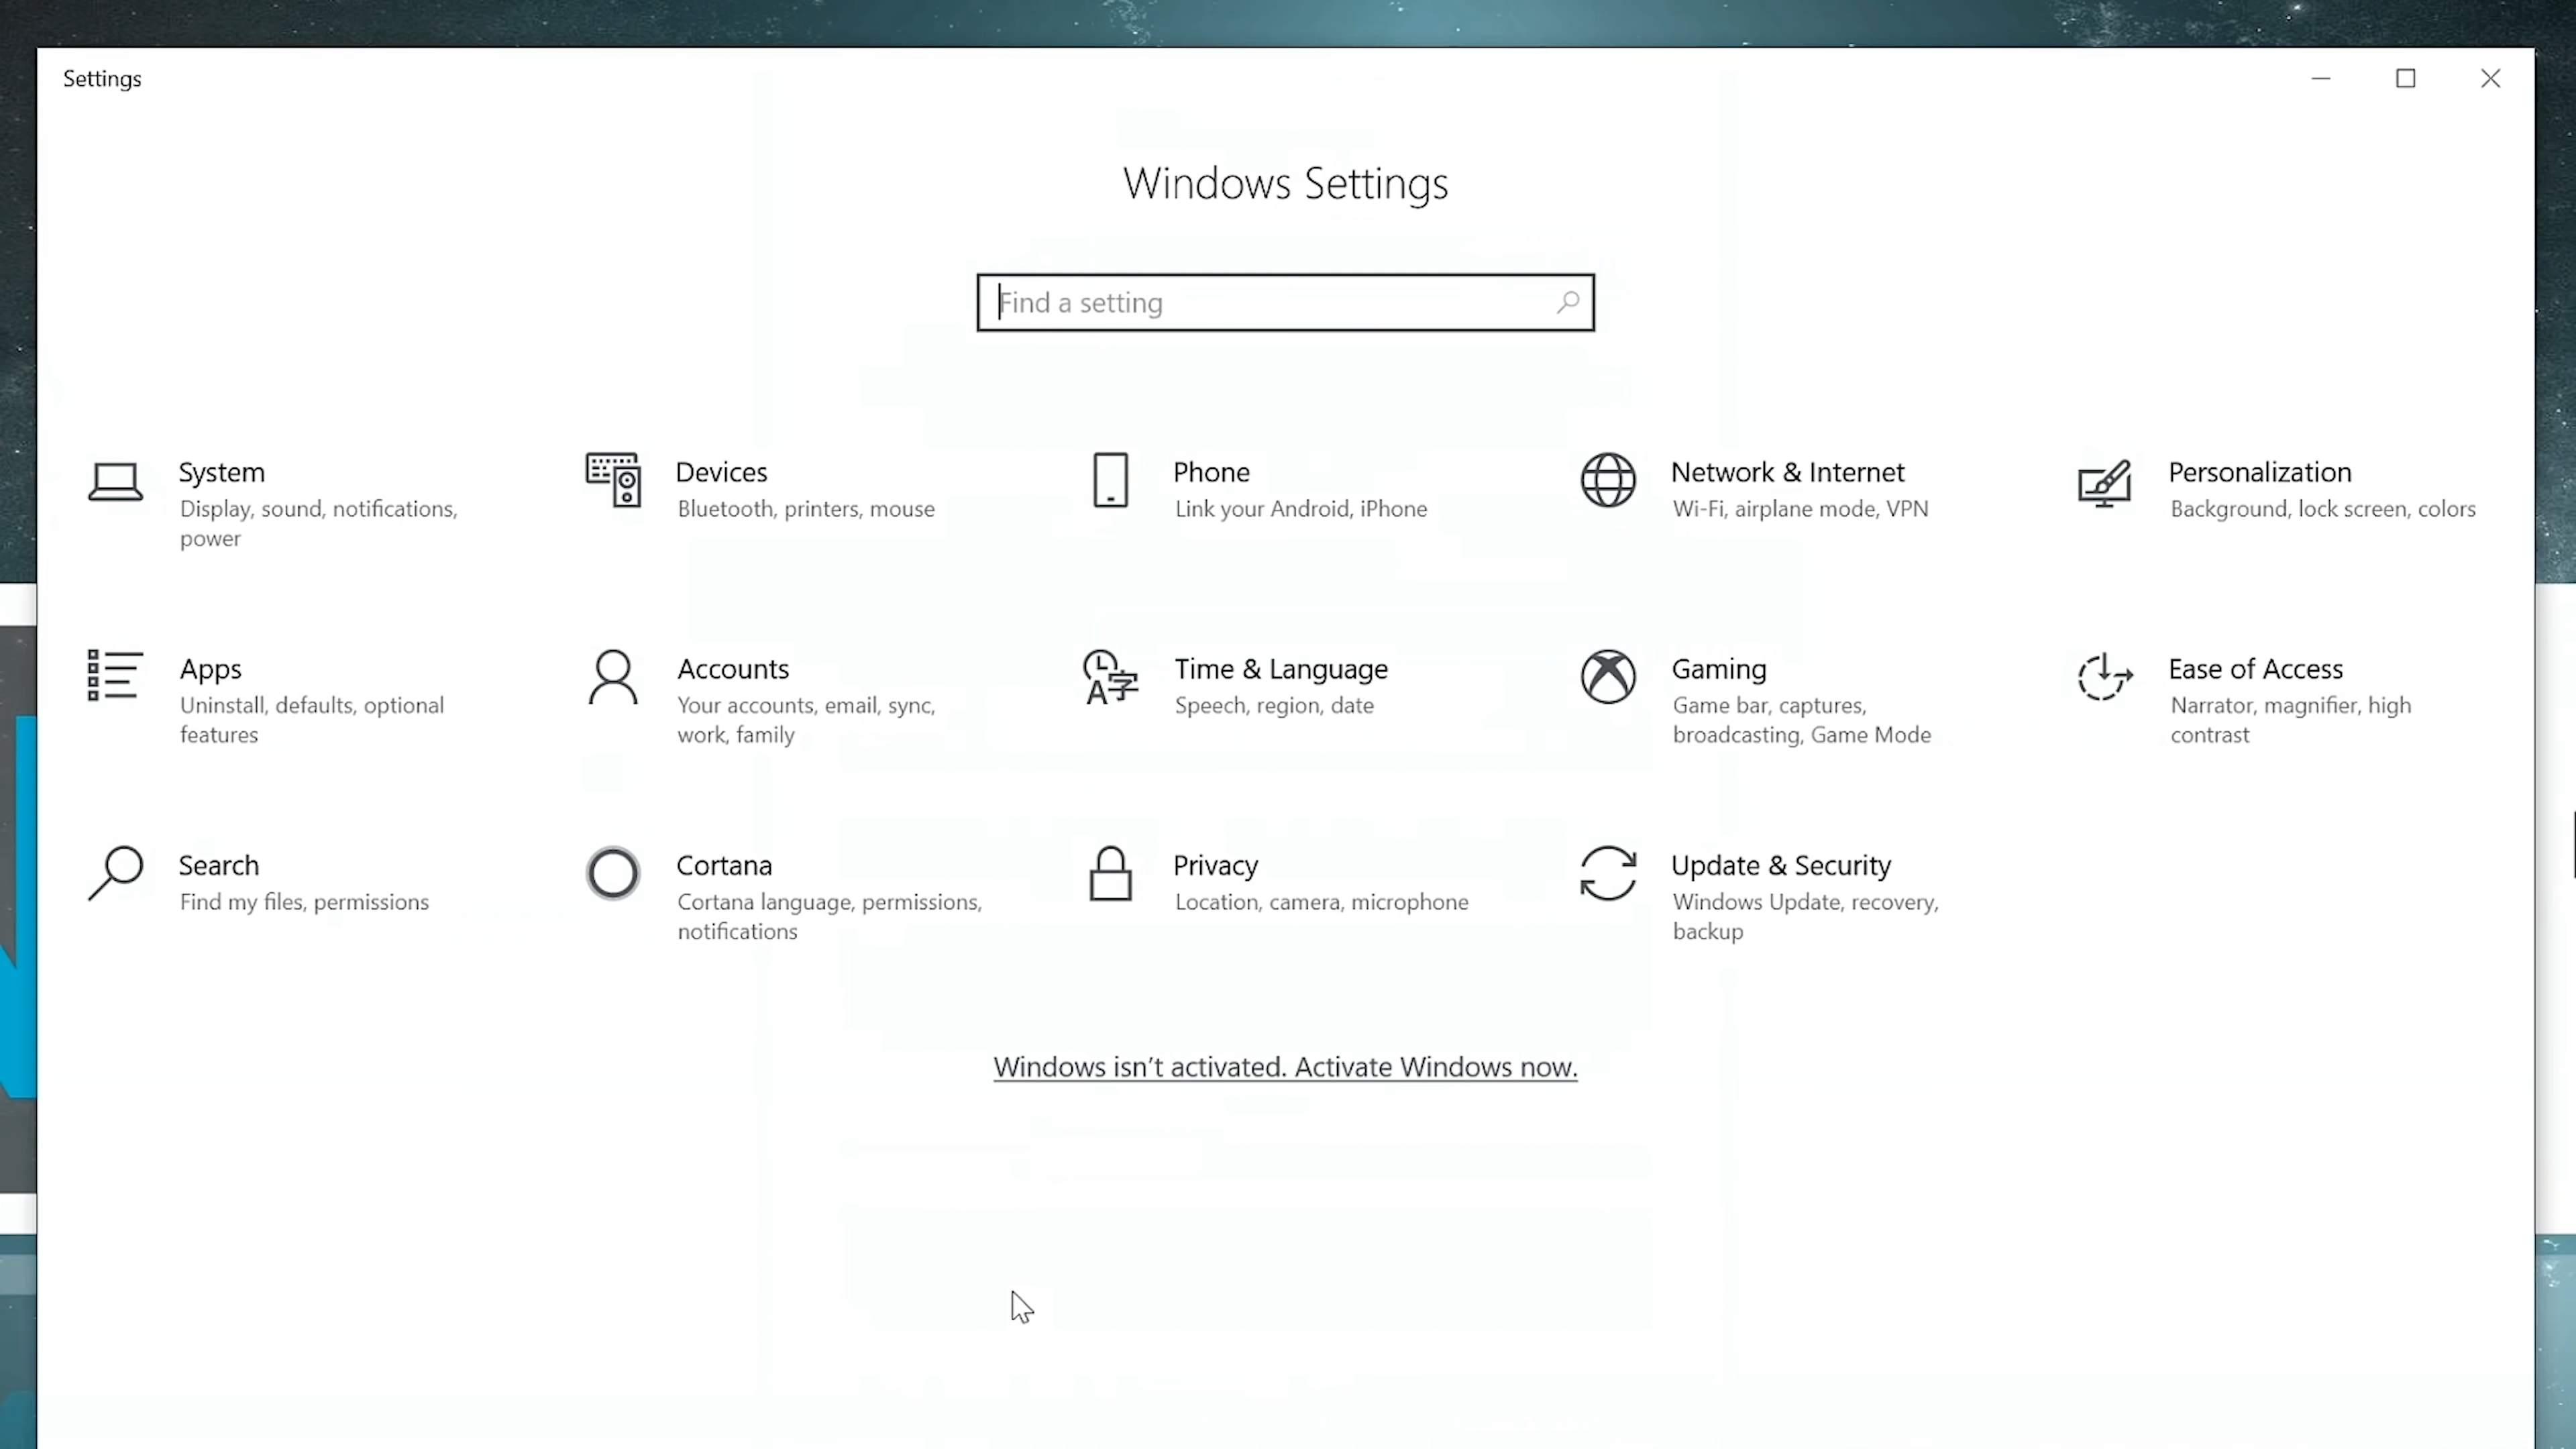 Settings
Windows Settings
Find a setting
System
Display, sound, notifications,
power
Devices
Bluetooth, printers, mouse
Phone
Link your Android, iPhone
Network & Internet
Wi-Fi, airplane mode, VPN
Personalization
Background, lock screen, colors
Apps
Uninstall, defaults, optional
features
Accounts
Your accounts, email, sync,
work, family
Time & Language
Speech, region, date
Gaming
Game bar, captures,
broadcasting, Game Mode
Ease of Access
Narrator, magnifier, high
contrast
Search
Find my files, permissions
Cortana
Cortana language, permissions,
notifications
Privacy
Location, camera, microphone
Update & Security
Windows Update, recovery,
backup
Windows isn't activated. Activate Windows now.